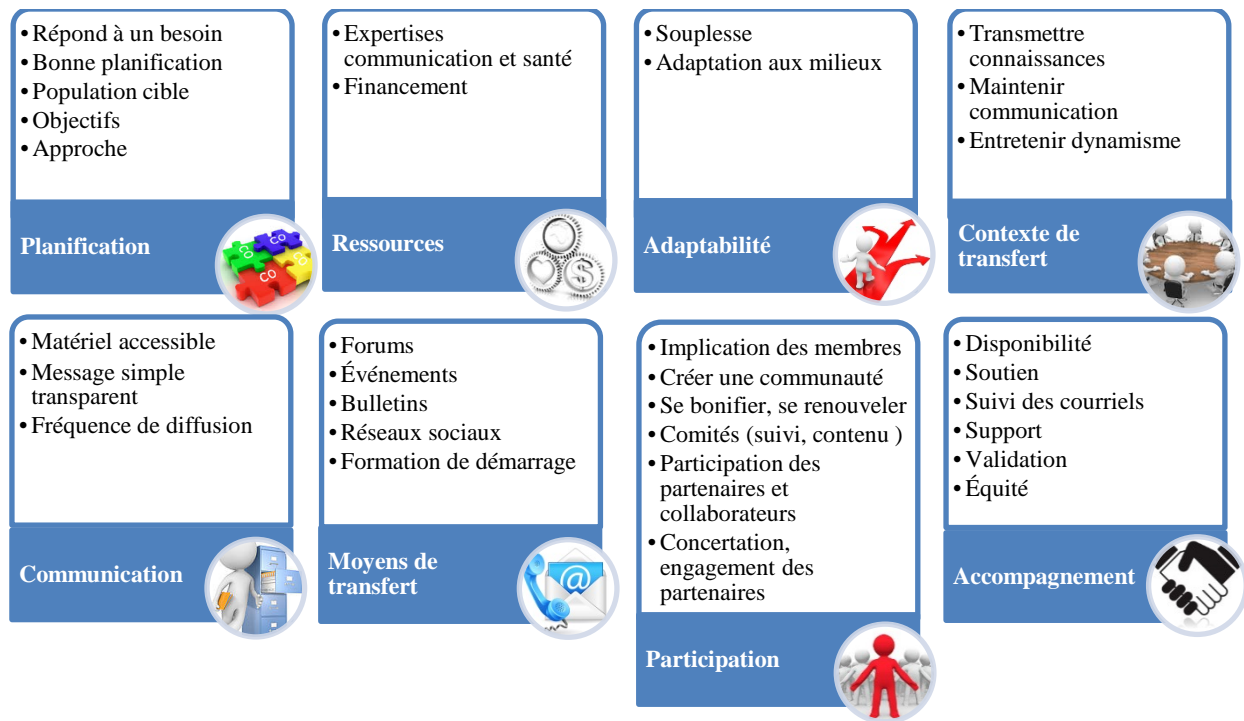 • Répond à un besoin
• Bonne planification
• Population cible
• Objectifs
• Approche
Planification
CO
CO
CO
CO
• Expertises
communication et santé
• Financement
Ressources
$
• Souplesse
• Adaptation aux milieux
Adaptabilité
• Transmettre
connaissances
• Maintenir
communication
• Entretenir dynamisme
Contexte de
transfert
• Matériel accessible
• Message simple
transparent
• Fréquence de diffusion
Communication
• Forums
• Événements
• Bulletins
• Réseaux sociaux
• Formation de démarrage
Moyens de
transfert
@
• Implication des membres
• Créer une communauté
• Se bonifier, se renouveler
• Comités (suivi, contenu )
• Participation des
partenaires et
collaborateurs
• Concertation,
engagement des
partenaires
Participation
• Disponibilité
• Soutien
• Suivi des courriels
• Support
• Validation
• Équité
Accompagnement